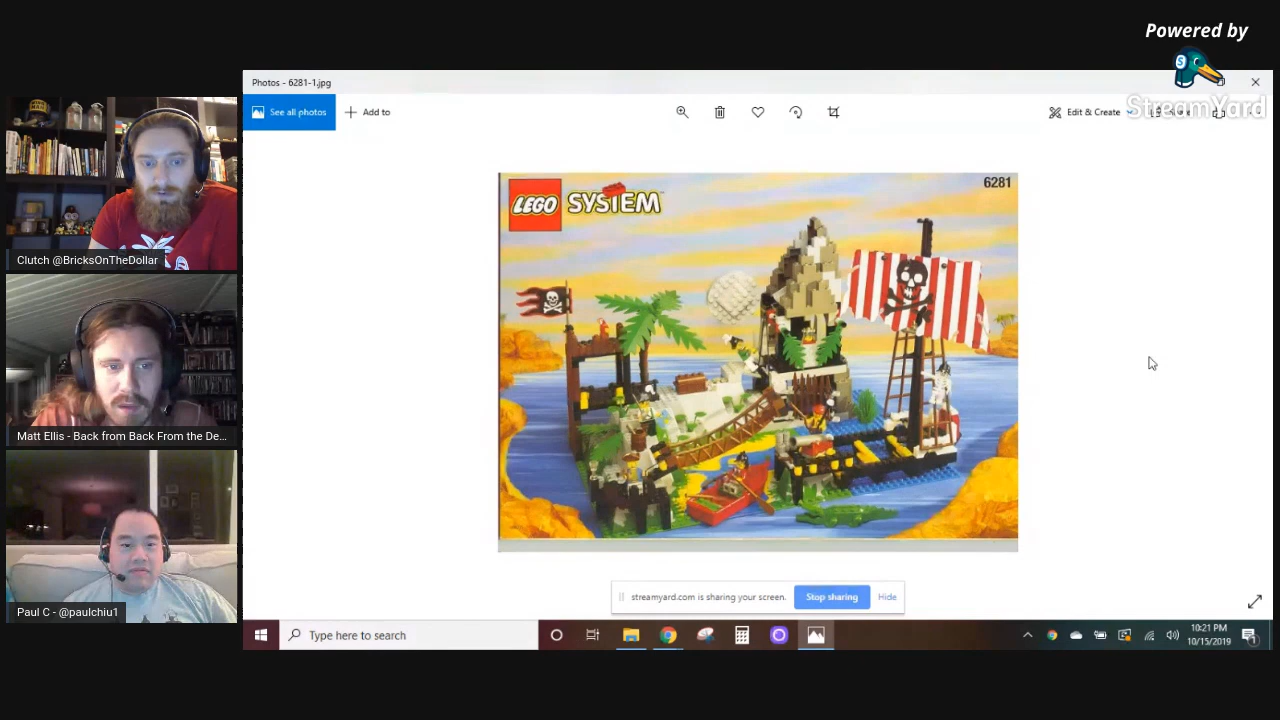 Powered by
StreamYard
Photos - 6281-1.jpg
See all photos
Add to
Edit & Create
LEGO SYSTEM
6281
Clutch @BricksOnTheDollar
Matt Ellis - Back from Back From the De...
Paul C - @paulchiu1
streamyard.com is sharing your screen.
Stop sharing
Hide
Type here to search
10:21 PM
10/15/2019